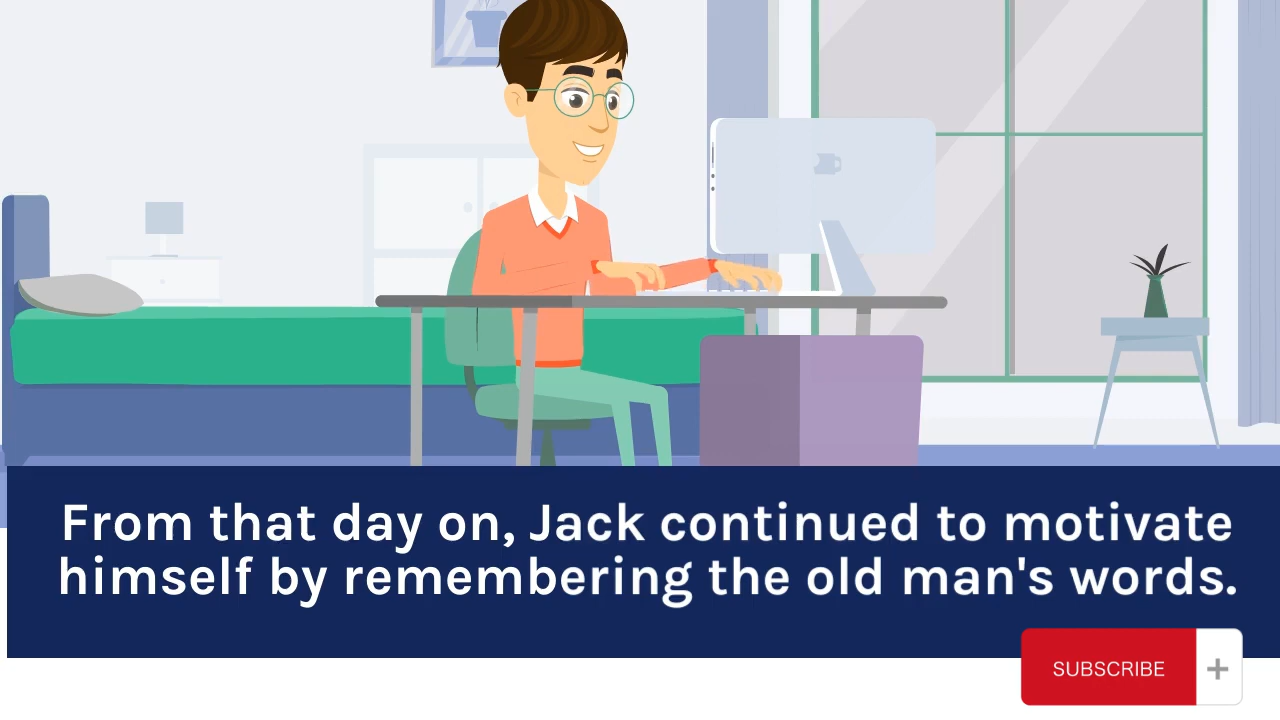 From that day on, Jack continued to motivate
himself by remembering the old man's words.
SUBSCRIBE